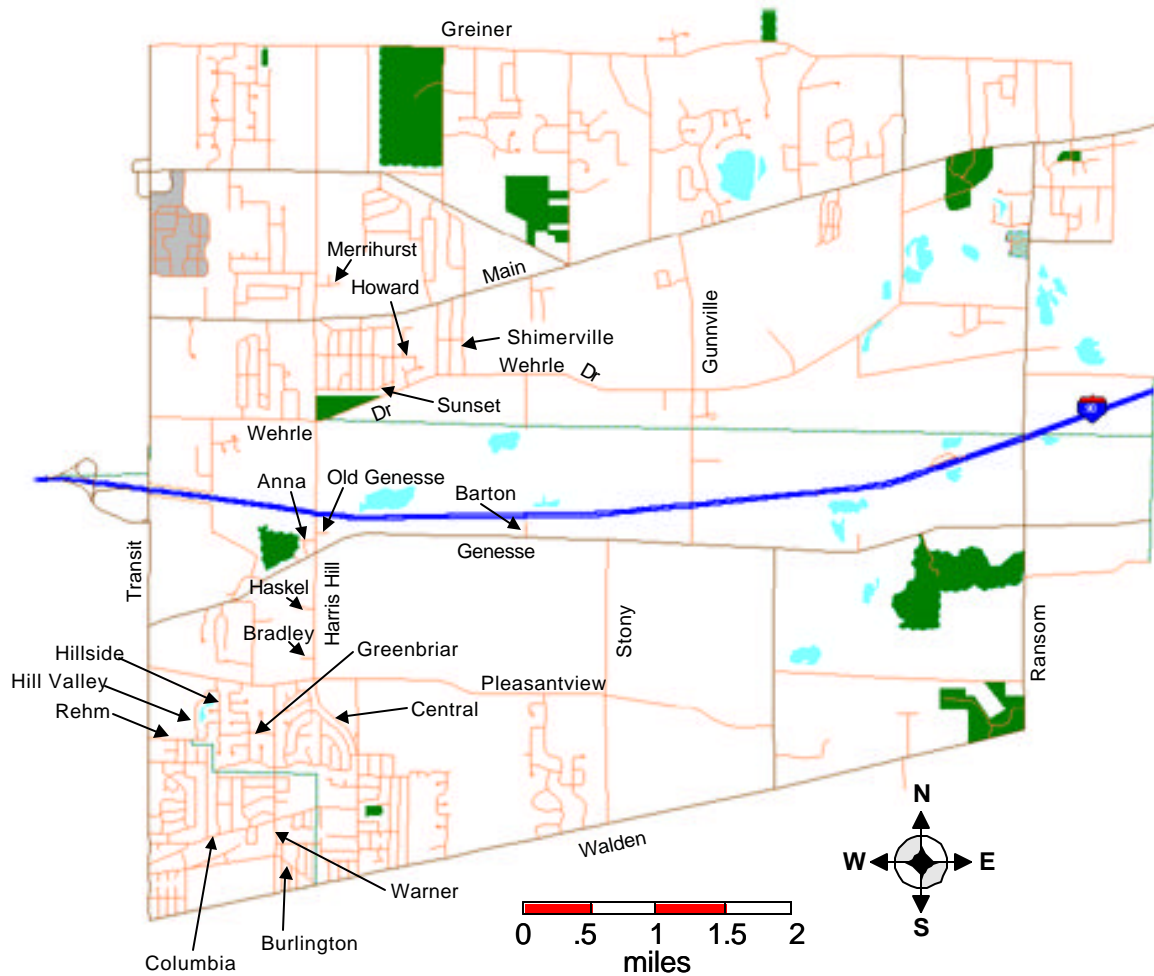 Greiner
Merrihurst
Main
Howard
Shimerville
Gunnville
Wehrle
Dr
Sunset
Dr
Wehrle
Old Genesse
Anna
Barton
Genesse
Transit
Haskel
Harris Hill
Stony
Ransom
Bradley
Greenbriar
Hillside
Hill Valley
Pleasantview
Rehm
Central
N
Walden
W E
Warner
S
0 .5 1 1.5 2
Burlington
miles
Columbia